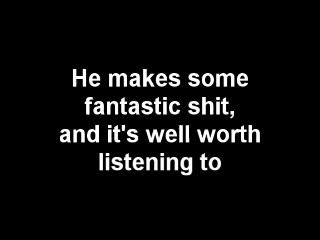 He makes some
fantastic shit,
and it's well worth
listening to